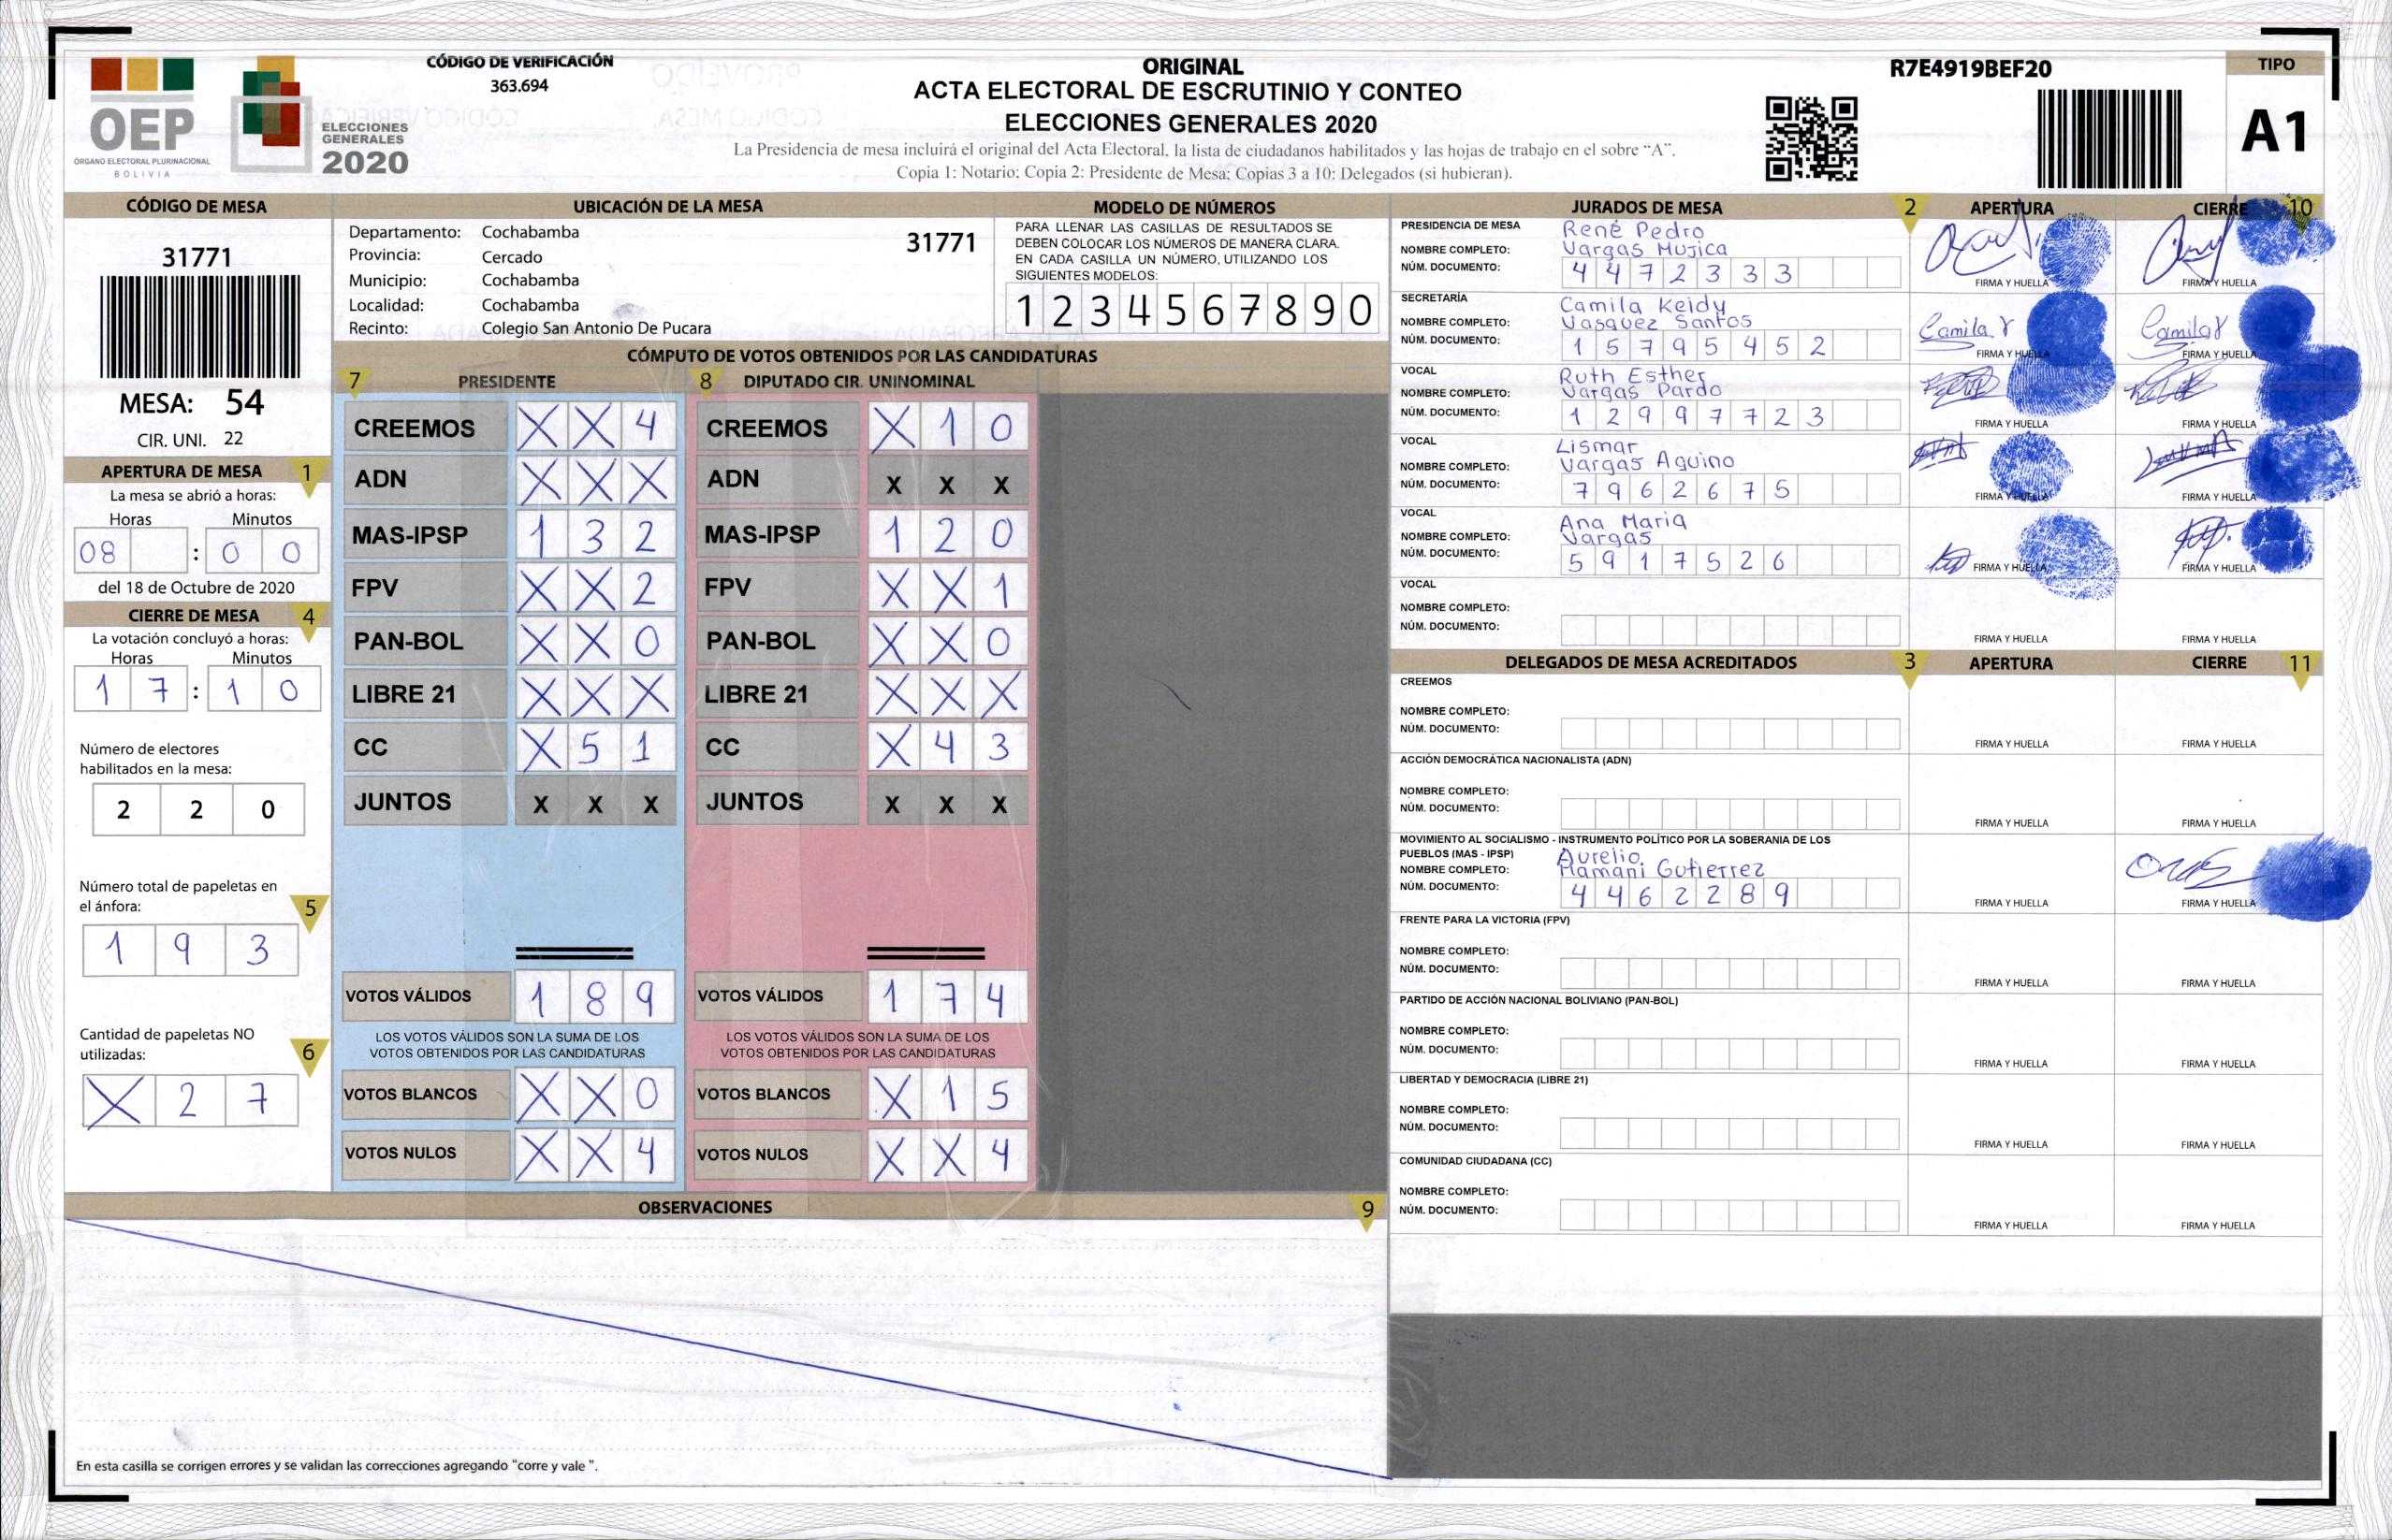 CÓDIGO DE VERIFICACIÓN
363.694
OEP
ÓRGANO ELECTORAL PLURINACIONAL
BOLIVIA
ELECCIONES
GENERALES
2020
ORIGINAL
ACTA ELECTORAL DE ESCRUTINIO Y CONTEO
ELECCIONES GENERALES 2020
La Presidencia de mesa incluirá el original del Acta Electoral, la lista de ciudadanos habilitados y las hojas de trabajo en el sobre “A”.
Copia 1: Notario; Copia 2: Presidente de Mesa; Copias 3 a 10: Delegados (si hubieran).
R7E4919BEF20
TIPO
A1
CÓDIGO DE MESA
31771
MESA: 54
CIR. UNI. 22
APERTURA DE MESA 1
La mesa se abrió a horas:
Horas Minutos
08 : 0 0
del 18 de Octubre de 2020
CIERRE DE MESA 4
La votación concluyó a horas:
Horas Minutos
1 7 : 1 0
Número de electores
habilitados en la mesa:
2 2 0
Número total de papeletas en
el ánfora: 5
1 9 3
Cantidad de papeletas NO
utilizadas: 6
X 2 7
UBICACIÓN DE LA MESA
Departamento: Cochabamba
31771
Provincia: Cercado
Municipio: Cochabamba
Localidad: Cochabamba
Recinto: Colegio San Antonio De Pucara
MODELO DE NÚMEROS
PARA LLENAR LAS CASILLAS DE RESULTADOS SE
DEBEN COLOCAR LOS NÚMEROS DE MANERA CLARA.
EN CADA CASILLA UN NÚMERO, UTILIZANDO LOS
SIGUIENTES MODELOS:
1 2 3 4 5 6 7 8 9 0
CÓMPUTO DE VOTOS OBTENIDOS POR LAS CANDIDATURAS
7 PRESIDENTE
CREEMOS X X 4
ADN X X X
MAS-IPSP 1 3 2
FPV X X 2
PAN-BOL X X 0
LIBRE 21 X X X
CC X 5 1
JUNTOS X X X
VOTOS VÁLIDOS 1 8 9
LOS VOTOS VÁLIDOS SON LA SUMA DE LOS
VOTOS OBTENIDOS POR LAS CANDIDATURAS
VOTOS BLANCOS X X 0
VOTOS NULOS X X 4
8 DIPUTADO CIR. UNINOMINAL
CREEMOS X 1 0
ADN X X X
MAS-IPSP 1 2 0
FPV X X 1
PAN-BOL X X 0
LIBRE 21 X X X
CC X 4 3
JUNTOS X X X
VOTOS VÁLIDOS 1 7 4
LOS VOTOS VÁLIDOS SON LA SUMA DE LOS
VOTOS OBTENIDOS POR LAS CANDIDATURAS
VOTOS BLANCOS X 1 5
VOTOS NULOS X X 4
OBSERVACIONES 9
En esta casilla se corrigen errores y se validan las correcciones agregando "corre y vale ".
JURADOS DE MESA 2 APERTURA CIERRE 10
PRESIDENCIA DE MESA
René Pedro
NOMBRE COMPLETO: Vargas Mujica
NÚM. DOCUMENTO: 4 4 7 2 3 3 3
FIRMA Y HUELLA FIRMA Y HUELLA
SECRETARÍA
Camila Keidy
NOMBRE COMPLETO: Vasquez Santos
NÚM. DOCUMENTO: 1 5 7 9 5 4 5 2
Camila V Camila V
FIRMA Y HUELLA FIRMA Y HUELLA
VOCAL
Ruth Esther
NOMBRE COMPLETO: Vargas Pardo
NÚM. DOCUMENTO: 1 2 9 9 7 7 2 3
FIRMA Y HUELLA FIRMA Y HUELLA
VOCAL
Lismar
NOMBRE COMPLETO: Vargas Aquino
NÚM. DOCUMENTO: 7 9 6 2 6 7 5
FIRMA Y HUELLA FIRMA Y HUELLA
VOCAL
Ana Maria
NOMBRE COMPLETO: Vargas
NÚM. DOCUMENTO: 5 9 1 7 5 2 6
FIRMA Y HUELLA FIRMA Y HUELLA
VOCAL
NOMBRE COMPLETO:
NÚM. DOCUMENTO:
FIRMA Y HUELLA FIRMA Y HUELLA
DELEGADOS DE MESA ACREDITADOS 3 APERTURA CIERRE 11
CREEMOS
NOMBRE COMPLETO:
NÚM. DOCUMENTO:
FIRMA Y HUELLA FIRMA Y HUELLA
ACCIÓN DEMOCRÁTICA NACIONALISTA (ADN)
NOMBRE COMPLETO:
NÚM. DOCUMENTO:
FIRMA Y HUELLA FIRMA Y HUELLA
MOVIMIENTO AL SOCIALISMO - INSTRUMENTO POLÍTICO POR LA SOBERANIA DE LOS
PUEBLOS (MAS - IPSP) Aurelio
NOMBRE COMPLETO: Mamani Gutierrez
NÚM. DOCUMENTO: 4 4 6 2 2 8 9
FIRMA Y HUELLA FIRMA Y HUELLA
FRENTE PARA LA VICTORIA (FPV)
NOMBRE COMPLETO:
NÚM. DOCUMENTO:
FIRMA Y HUELLA FIRMA Y HUELLA
PARTIDO DE ACCIÓN NACIONAL BOLIVIANO (PAN-BOL)
NOMBRE COMPLETO:
NÚM. DOCUMENTO:
FIRMA Y HUELLA FIRMA Y HUELLA
LIBERTAD Y DEMOCRACIA (LIBRE 21)
NOMBRE COMPLETO:
NÚM. DOCUMENTO:
FIRMA Y HUELLA FIRMA Y HUELLA
COMUNIDAD CIUDADANA (CC)
NOMBRE COMPLETO:
NÚM. DOCUMENTO:
FIRMA Y HUELLA FIRMA Y HUELLA